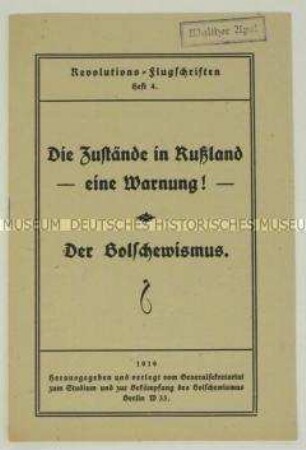 Revolutions-Flugschriften
Heft 4.
Die Zustände in Rußland
— eine Warnung! —
MUSEUM DEUTSCHES HISTORISCHES MUSEUM
Der Bolschewismus.
1919
Herausgegeben und verlegt vom Generalsekretariat
zum Studium und zur Bekämpfung des Bolschewismus
Berlin W 35.